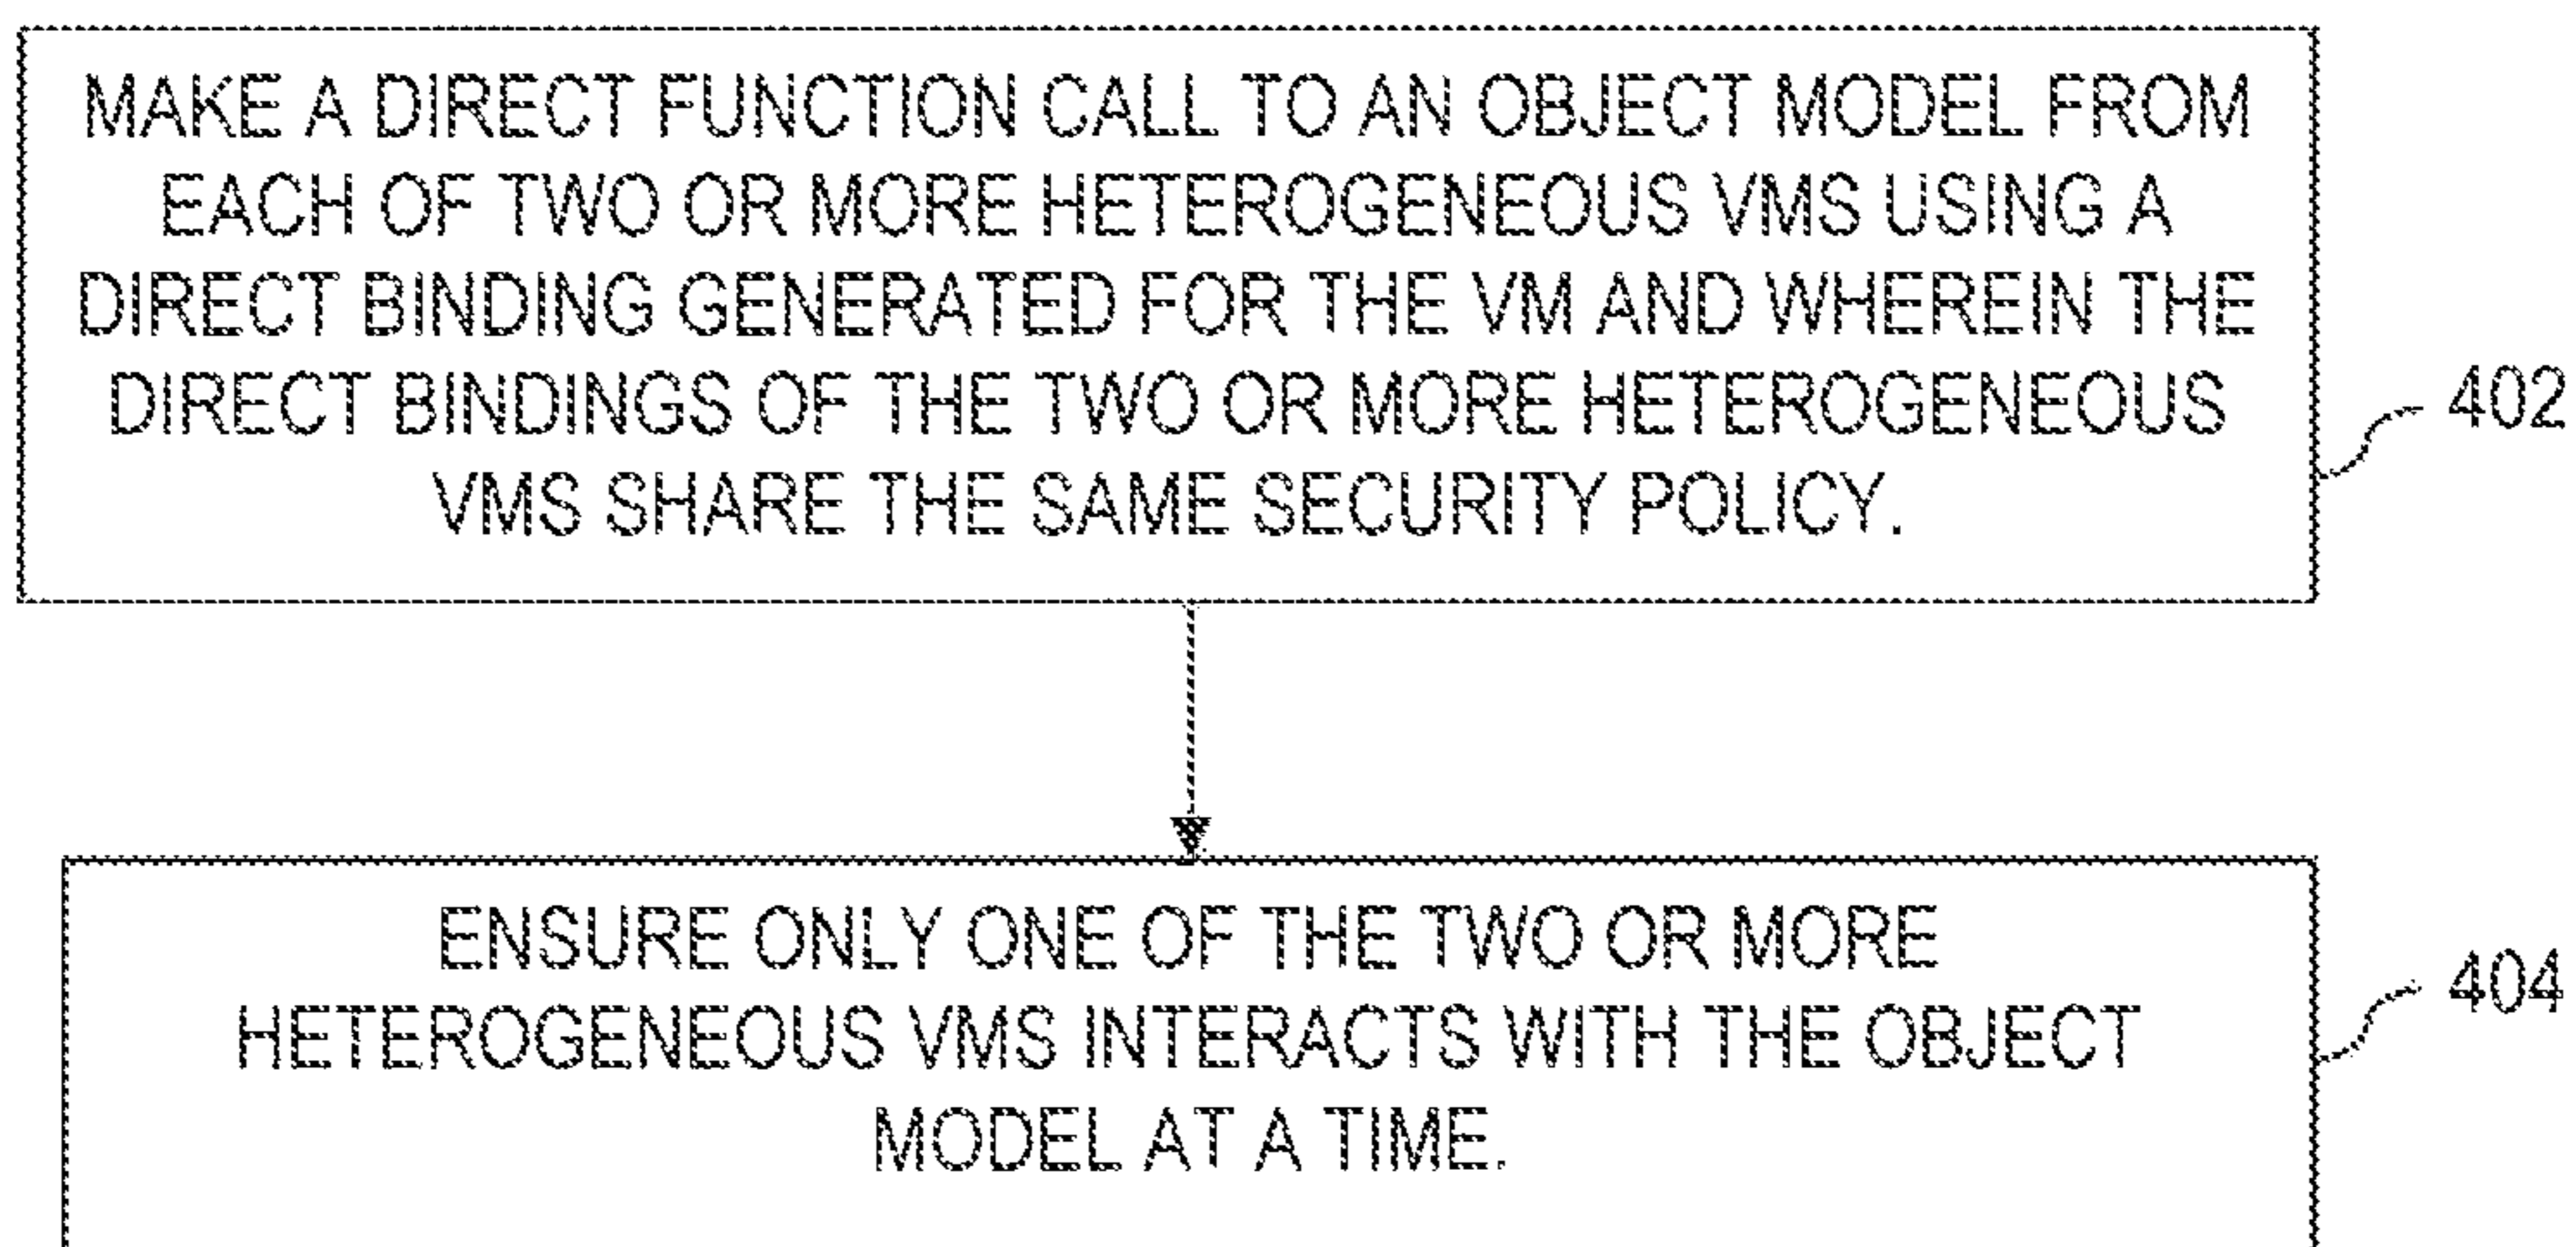 MAKE A DIRECT FUNCTION CALL TO AN OBJECT MODEL FROM
EACH OF TWO OR MORE HETEROGENEOUS VMS USING A
DIRECT BINDING GENERATED FOR THE VM AND WHEREIN THE
DIRECT BINDINGS OF THE TWO OR MORE HETEROGENEOUS
VMS SHARE THE SAME SECURITY POLICY.
402
ENSURE ONLY ONE OF THE TWO OR MORE
HETEROGENEOUS VMS INTERACTS WITH THE OBJECT
MODEL AT A TIME.
404